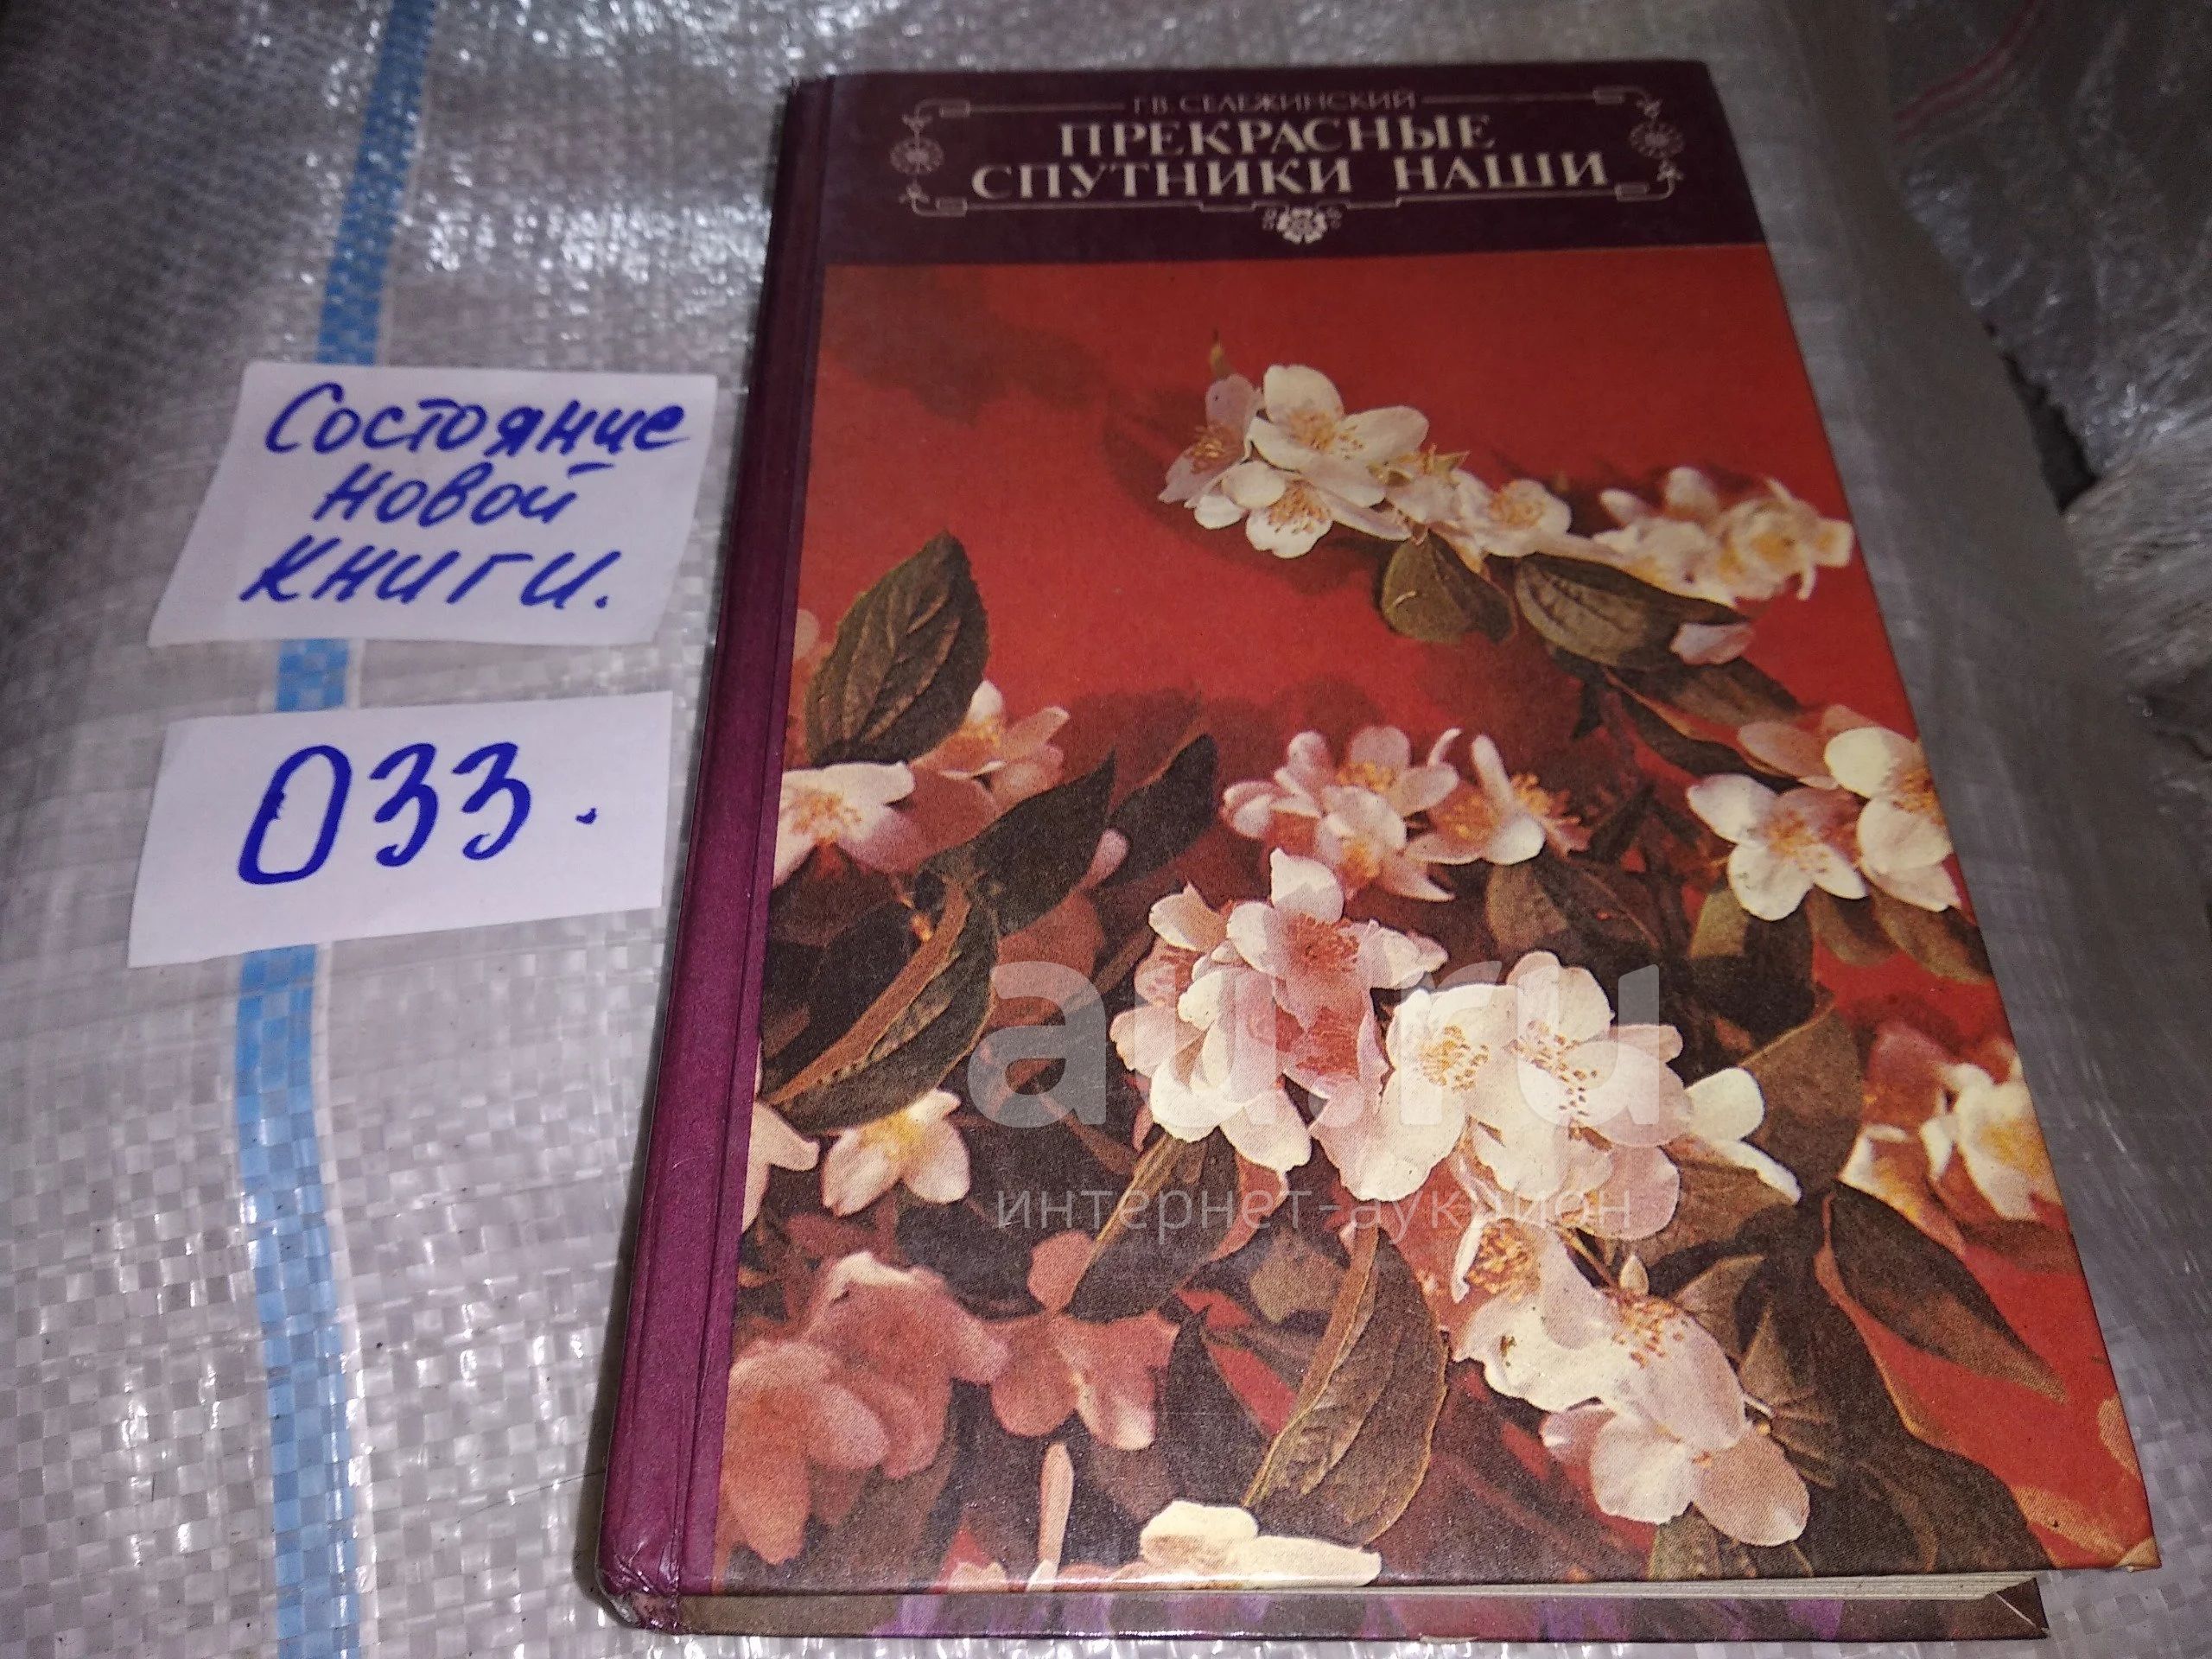 Г.В. СЕЛЕЖИНСКИЙ
ПРЕКРАСНЫЕ
СПУТНИКИ НАШИ
Состояние
новой
книги.
033.
au.ru
интернет-аукцион